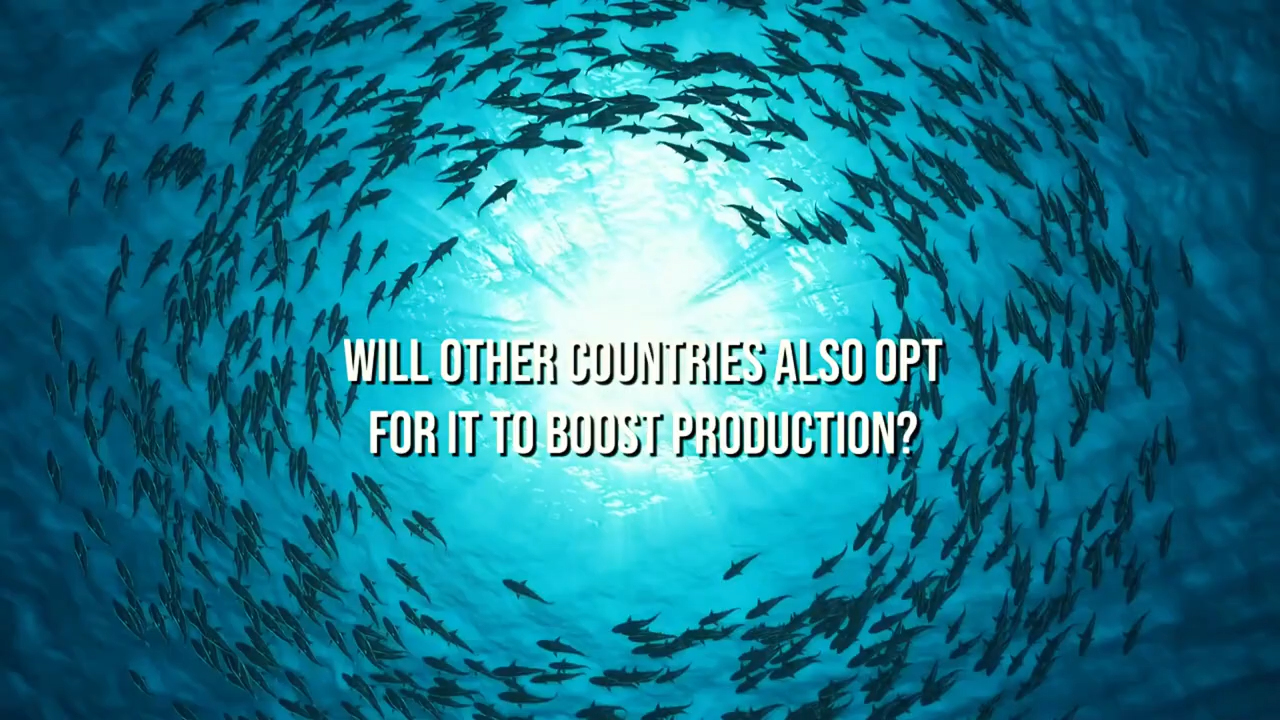 WILL OTHER COUNTRIES ALSO OPT
FOR IT TO BOOST PRODUCTION?